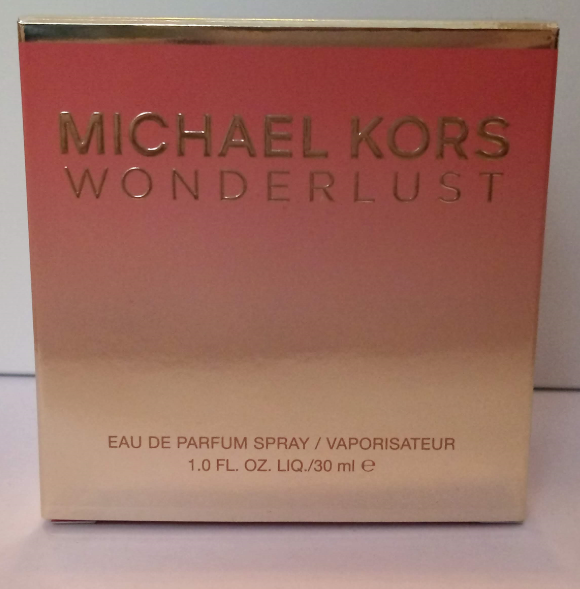 MICHAEL KORS
WONDERLUST
EAU DE PARFUM SPRAY / VAPORISATEUR
1.0 FL. OZ. LIQ./30 ml ℮